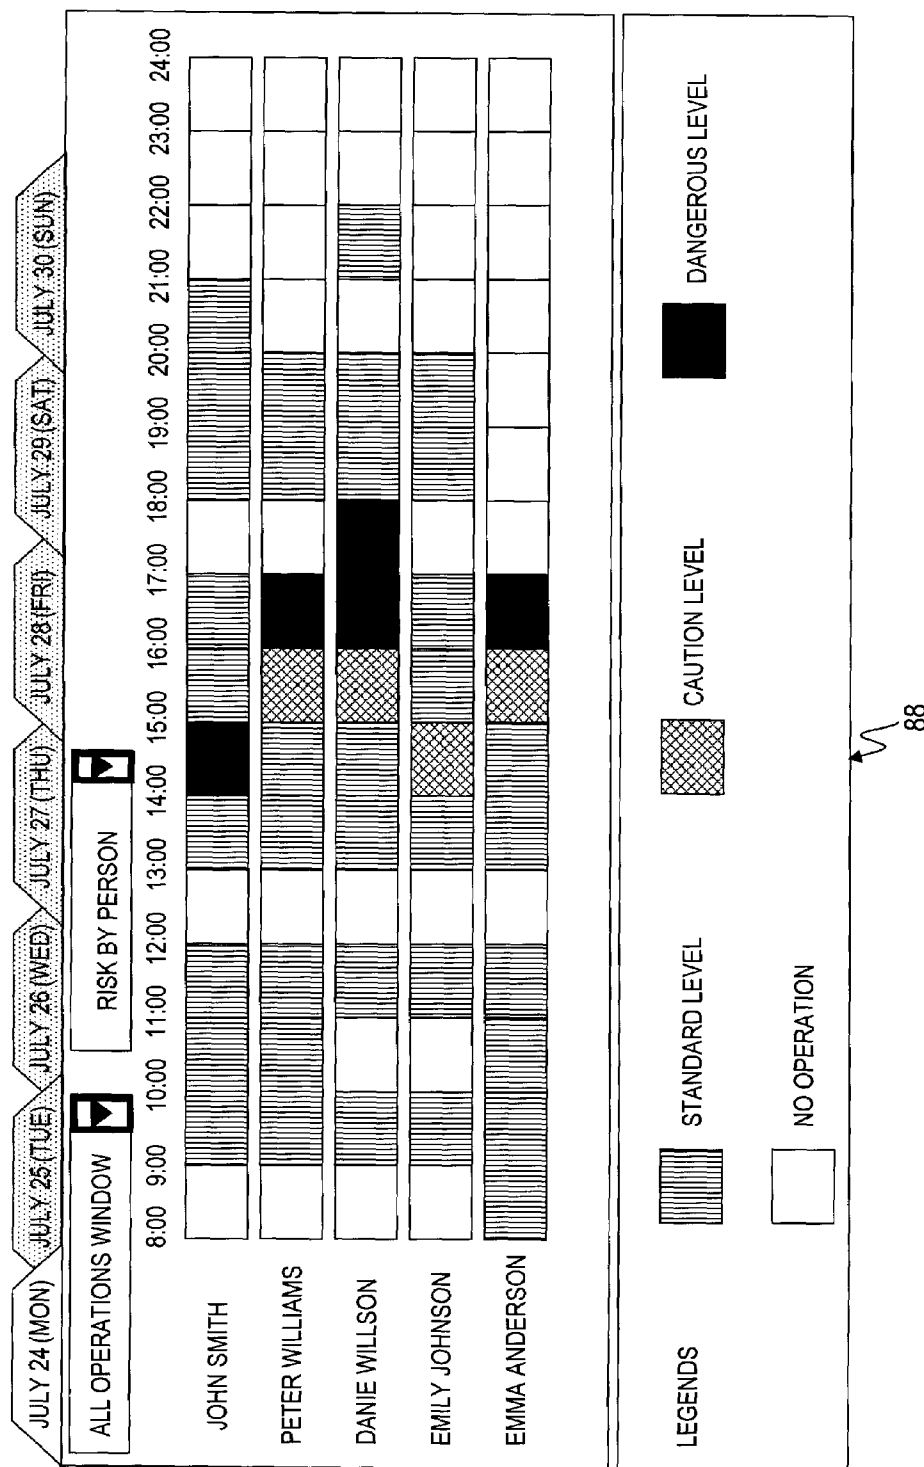 JULY 24 (MON) JULY 25 (TUE) JULY 26 (WED) JULY 27 (THU) JULY 28 (FRI) JULY 29 (SAT) JULY 30 (SUN)
ALL OPERATIONS WINDOW RISK BY PERSON
8:00 9:00 10:00 11:00 12:00 13:00 14:00 15:00 16:00 17:00 18:00 19:00 20:00 21:00 22:00 23:00 24:00
JOHN SMITH
PETER WILLIAMS
DANIE WILLSON
EMILY JOHNSON
EMMA ANDERSON
LEGENDS STANDARD LEVEL CAUTION LEVEL DANGEROUS LEVEL
NO OPERATION
88